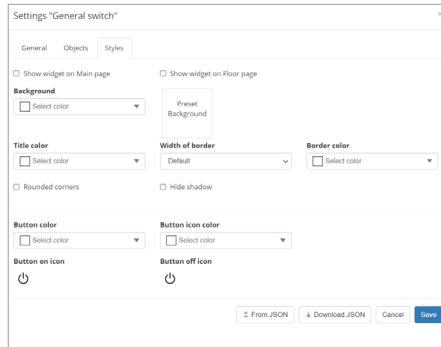 Settings "General switch"
General Objects Styles
Show widget on Main page Show widget on Floor page
Background
Select color
Preset
Background
Title color Width of border Border color
Select color Default Select color
Rounded corners Hide shadow
Button color Button icon color
Select color Select color
Button on icon Button off icon
From JSON Download JSON Cancel Save